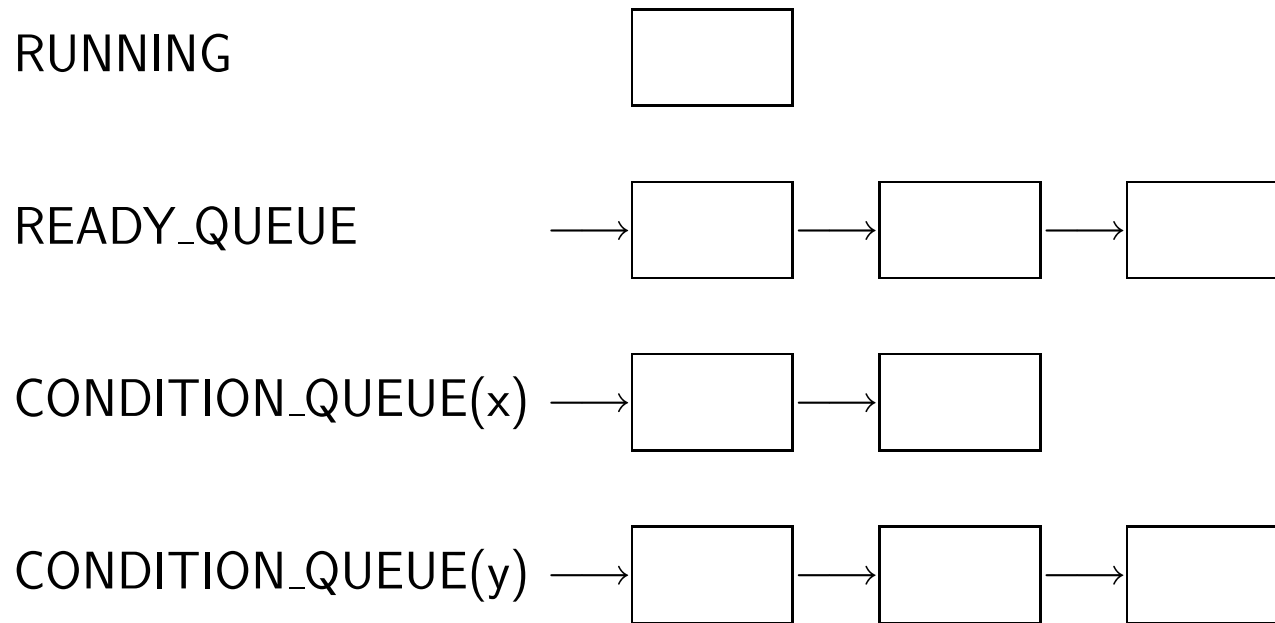 RUNNING
READY_QUEUE
CONDITION_QUEUE(x)
CONDITION_QUEUE(y)